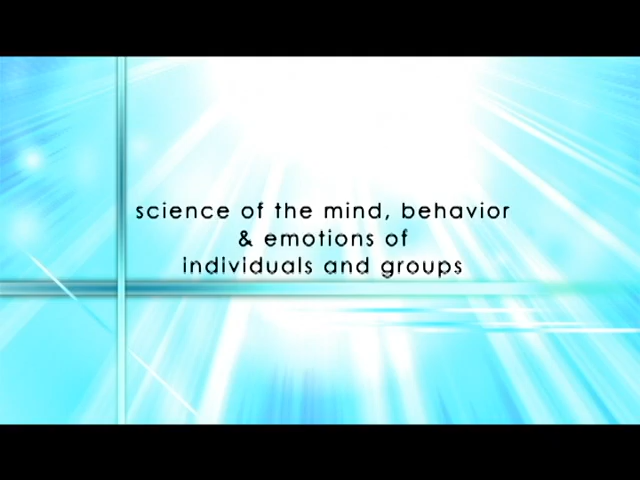 science of the mind, behavior
& emotions of
individuals and groups